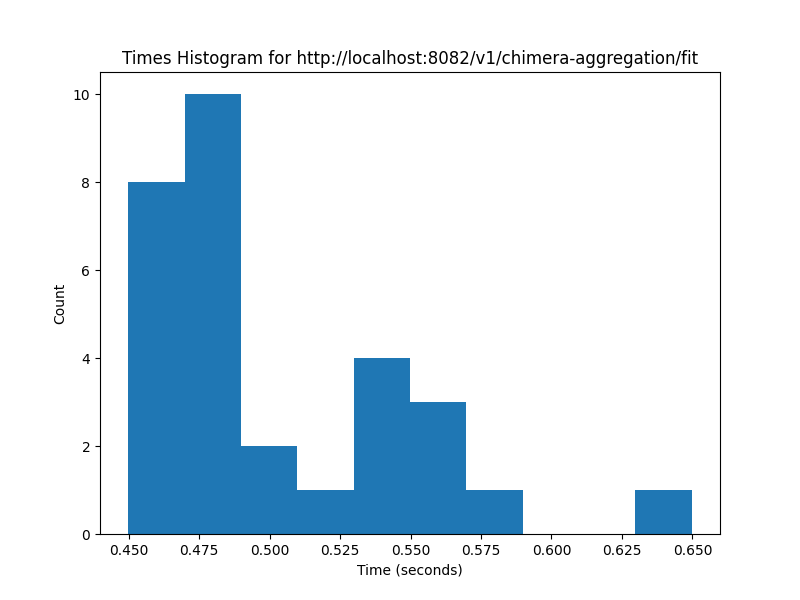 Times Histogram for http://localhost:8082/v1/chimera-aggregation/fit
10
8
6
4
2
0
Count
0.450 0.475 0.500 0.525 0.550 0.575 0.600 0.625 0.650
Time (seconds)